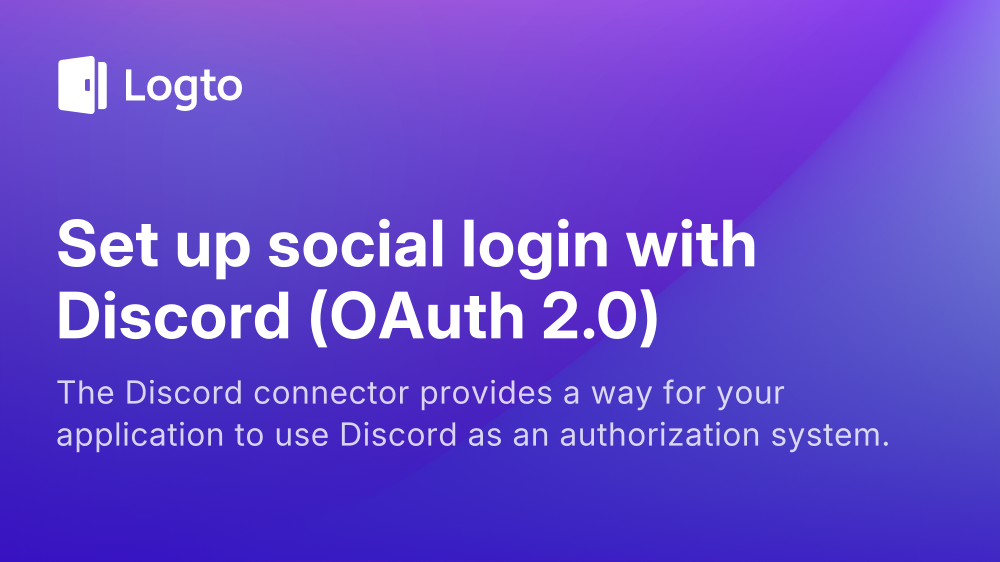 Logto
Set up social login with
Discord (OAuth 2.0)
The Discord connector provides a way for your
application to use Discord as an authorization system.